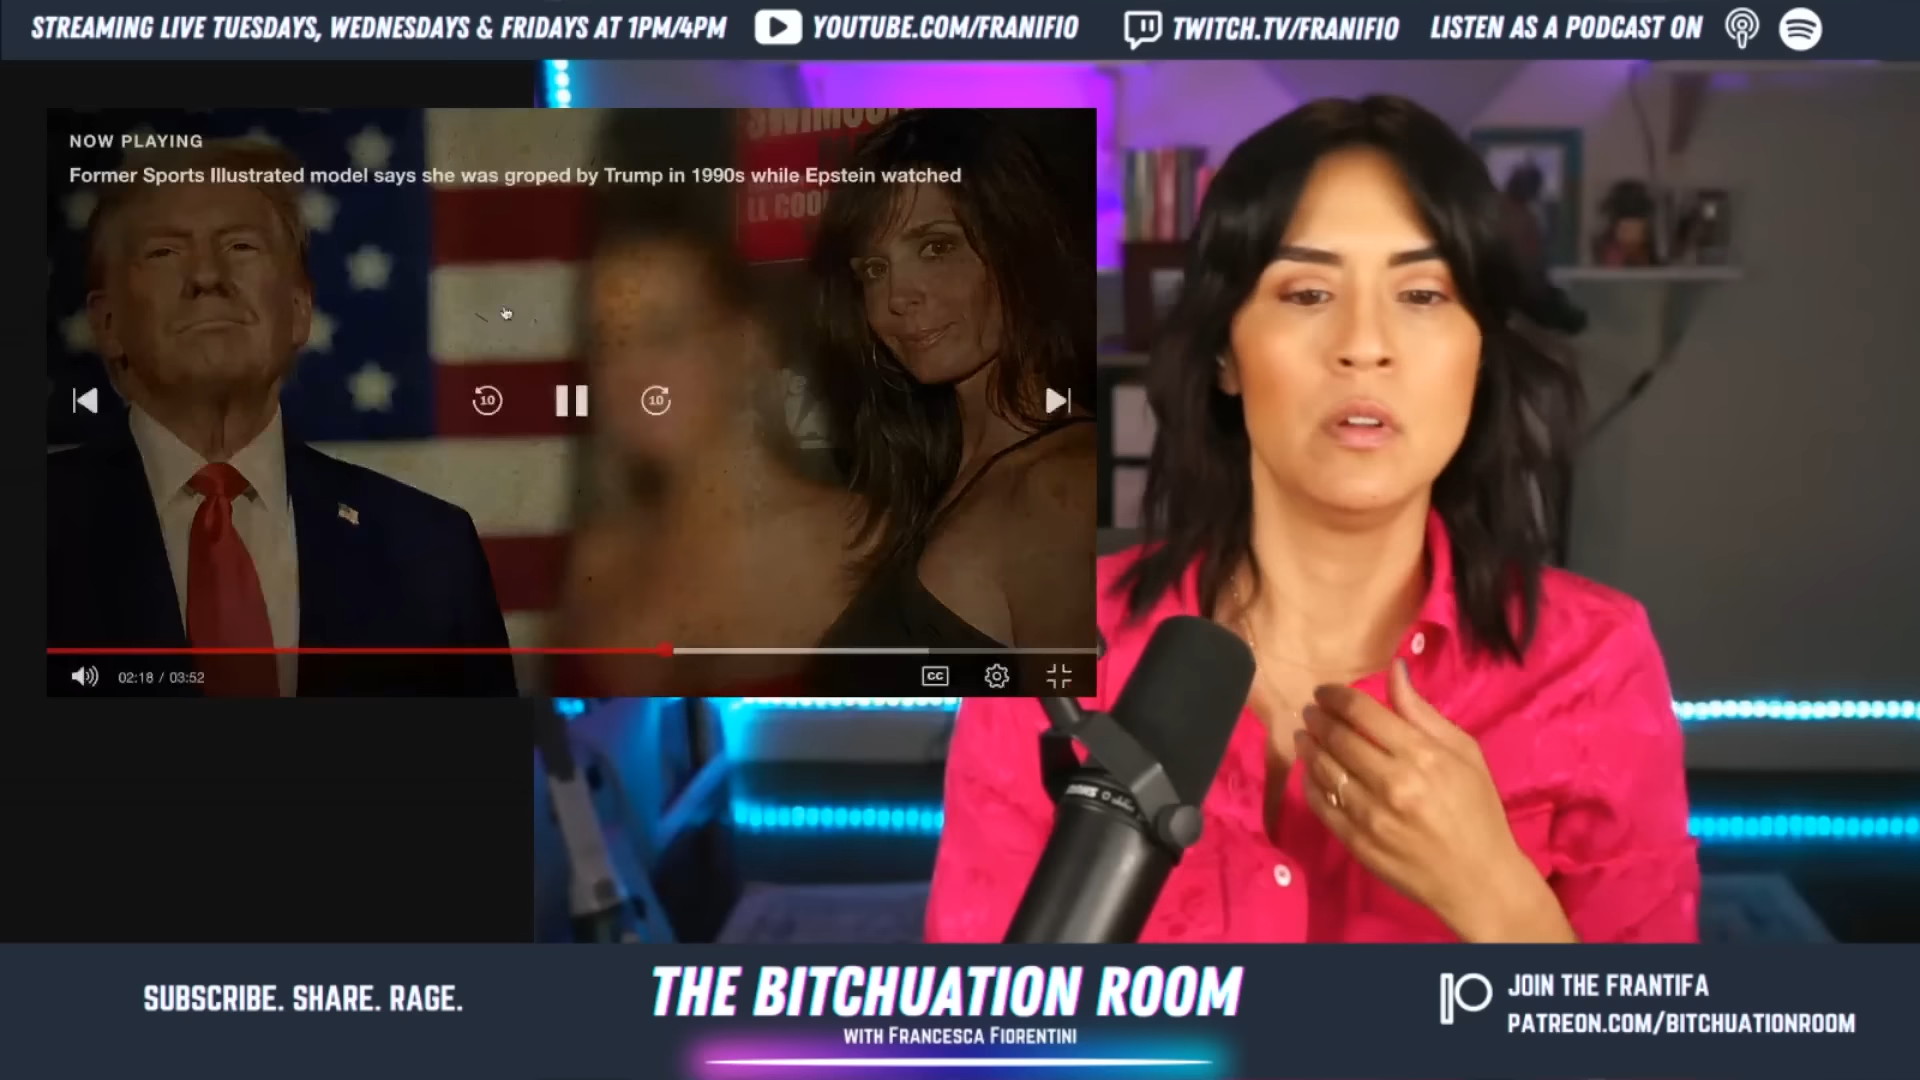 STREAMING LIVE TUESDAYS, WEDNESDAYS & FRIDAYS AT 1PM/4PM
YOUTUBE.COM/FRANIFIO
TWITCH.TV/FRANIFIO
LISTEN AS A PODCAST ON
NOW PLAYING
Former Sports Illustrated model says she was groped by Trump in 1990s while Epstein watched
LL COOL
10
10
02:18 / 03:52
CC
SUBSCRIBE. SHARE. RAGE.
THE BITCHUATION ROOM
WITH FRANCESCA FIORENTINI
JOIN THE FRANTIFA
PATREON.COM/BITCHUATIONROOM